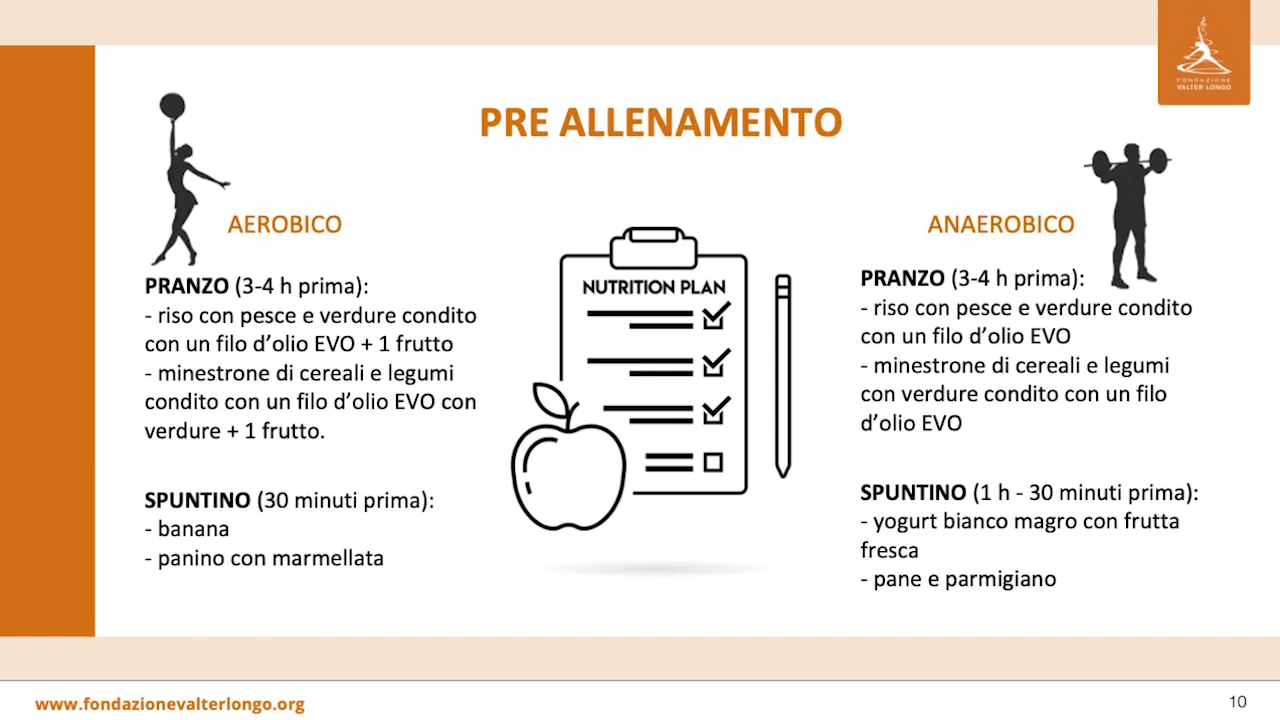 FONDAZIONE
VALTER LONGO
PRE ALLENAMENTO
AEROBICO
PRANZO (3-4 h prima):
- riso con pesce e verdure condito
con un filo d’olio EVO + 1 frutto
- minestrone di cereali e legumi
condito con un filo d’olio EVO con
verdure + 1 frutto.
SPUNTINO (30 minuti prima):
- banana
- panino con marmellata
NUTRITION PLAN
ANAEROBICO
PRANZO (3-4 h prima):
- riso con pesce e verdure condito
con un filo d’olio EVO
- minestrone di cereali e legumi
con verdure condito con un filo
d’olio EVO
SPUNTINO (1 h - 30 minuti prima):
- yogurt bianco magro con frutta
fresca
- pane e parmigiano
www.fondazionevalterlongo.org
10